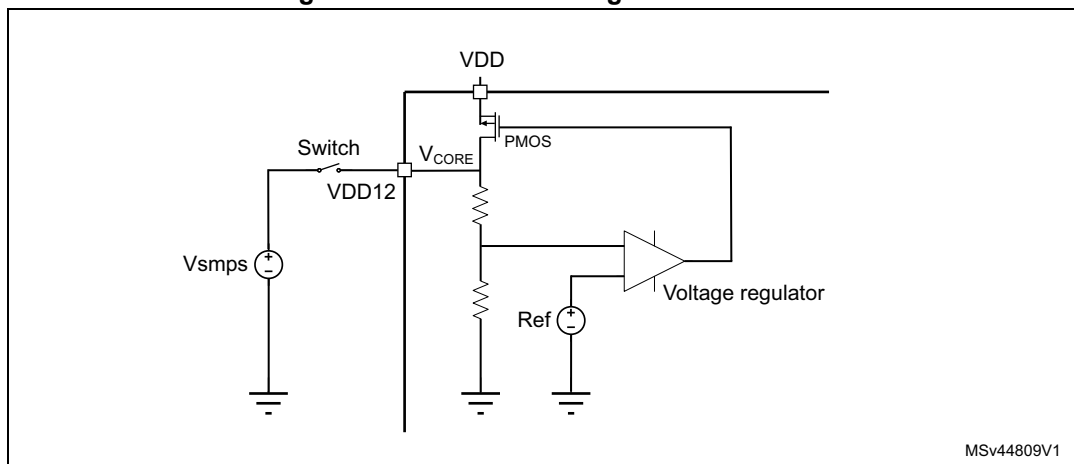 VDD
PMOS
Switch
VCORE
VDD12
Vsmps
+
−
Voltage regulator
Ref
+
−
MSv44809V1